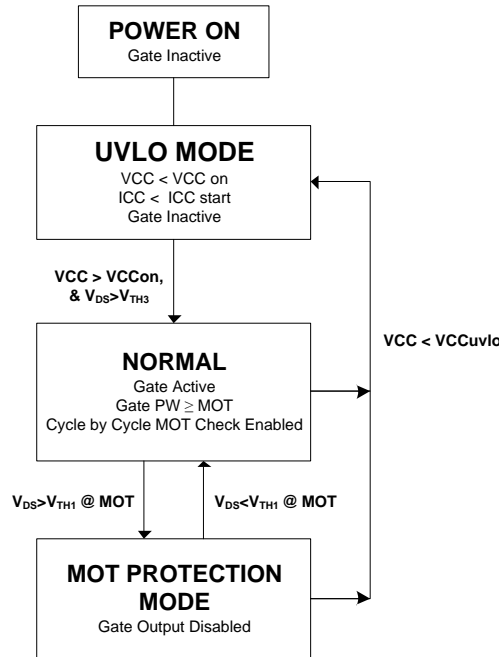 POWER ON
Gate Inactive
UVLO MODE
VCC < VCC on
ICC < ICC start
Gate Inactive
VCC > VCCon,
& VDS>VTH3
VCC < VCCuvlo
NORMAL
Gate Active
Gate PW ≥ MOT
Cycle by Cycle MOT Check Enabled
VDS>VTH1 @ MOT
VDS<VTH1 @ MOT
MOT PROTECTION
MODE
Gate Output Disabled